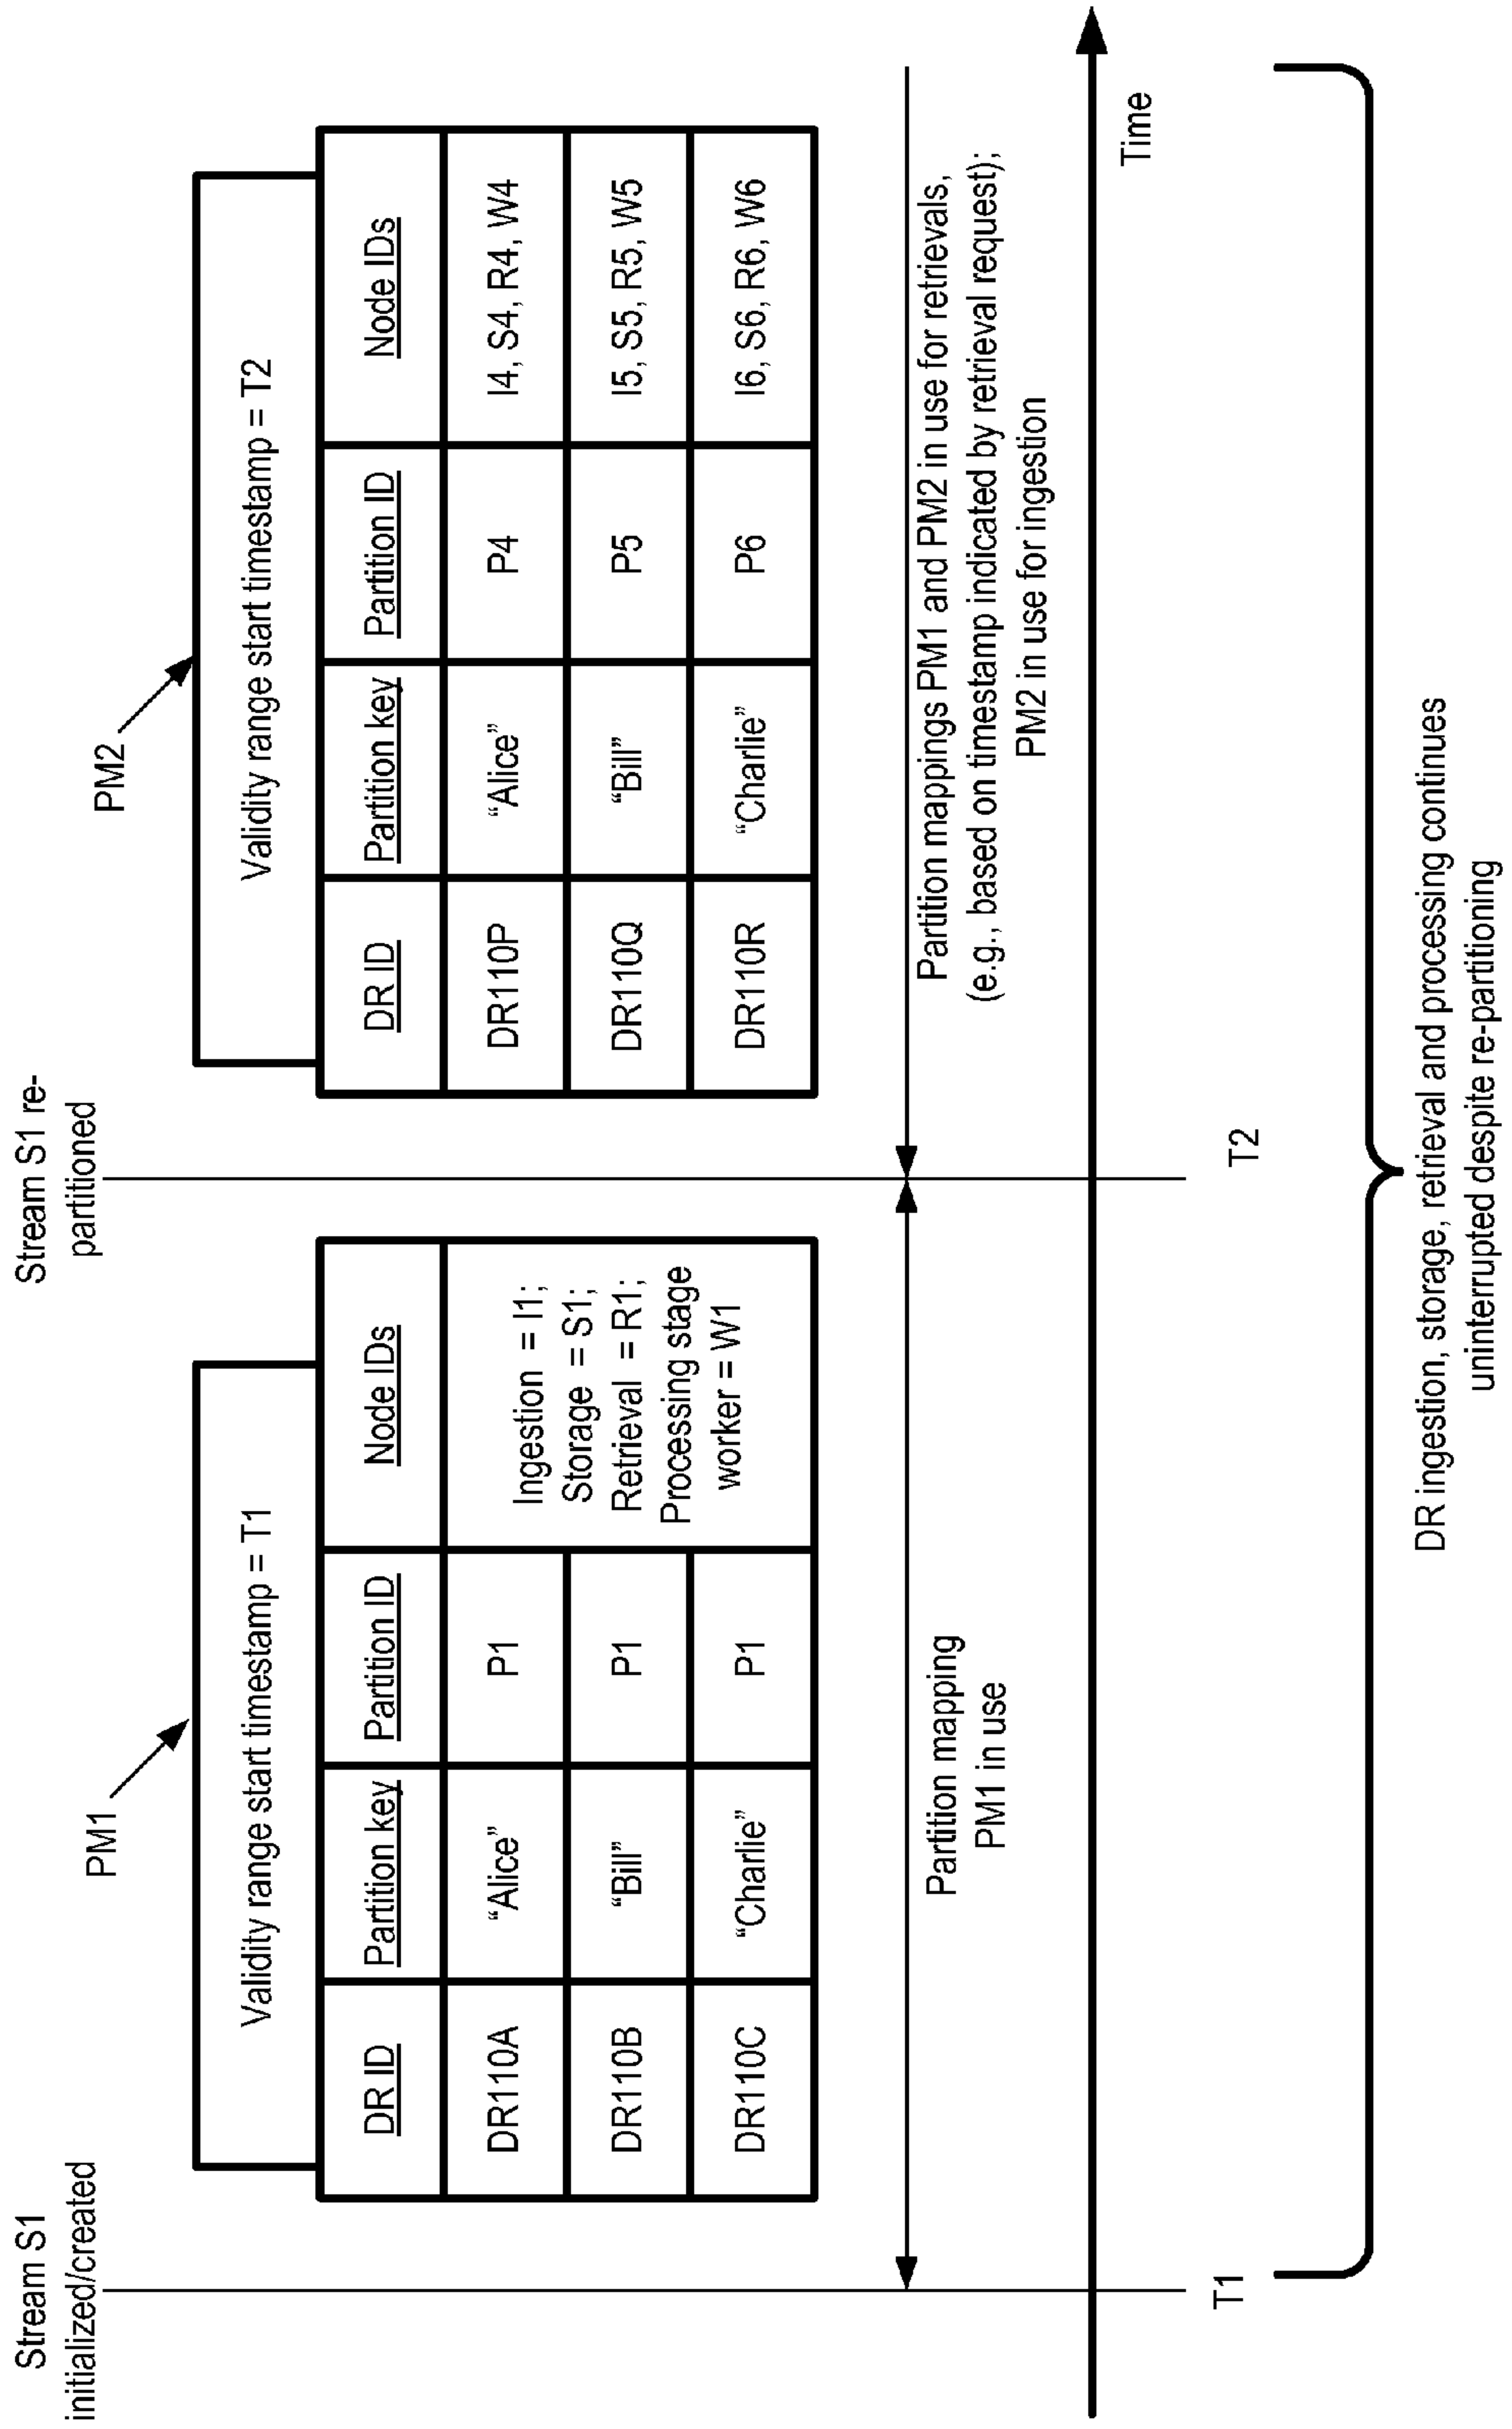 Stream S1
initialized/created
Stream S1 re-
partitioned
PM1
Validity range start timestamp = T1
DR ID
Partition key
Partition ID
Node IDs
DR110A
“Alice”
P1
DR110B
“Bill”
P1
DR110C
“Charlie”
P1
Ingestion = I1;
Storage = S1;
Retrieval = R1;
Processing stage
worker = W1
PM2
Validity range start timestamp = T2
DR ID
Partition key
Partition ID
Node IDs
DR110P
“Alice”
P4
I4, S4, R4, W4
DR110Q
“Bill”
P5
I5, S5, R5, W5
DR110R
“Charlie”
P6
I6, S6, R6, W6
Partition mapping
PM1 in use
Partition mappings PM1 and PM2 in use for retrievals,
(e.g., based on timestamp indicated by retrieval request);
PM2 in use for ingestion
Time
T1
T2
DR ingestion, storage, retrieval and processing continues
uninterrupted despite re-partitioning